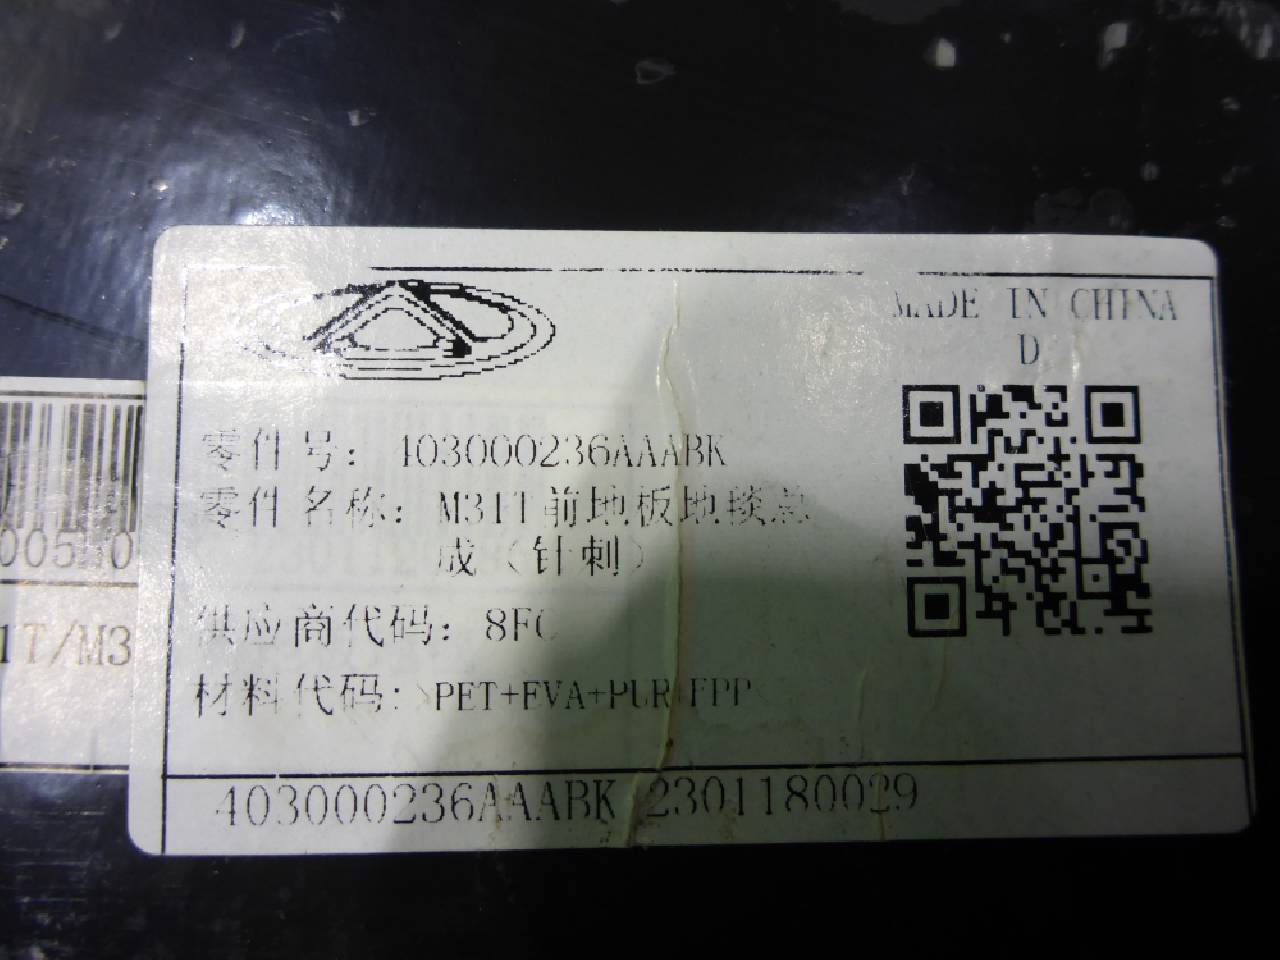 MADE IN CHINA
D
零件号: 403000236AAABK
零件名称: M31T前地板地毯总
成（针刺）
供应商代码: 8FC
材料代码: >PET+EVA+PUR+EPP<
403000236AAABK 2301180029
1T/M3